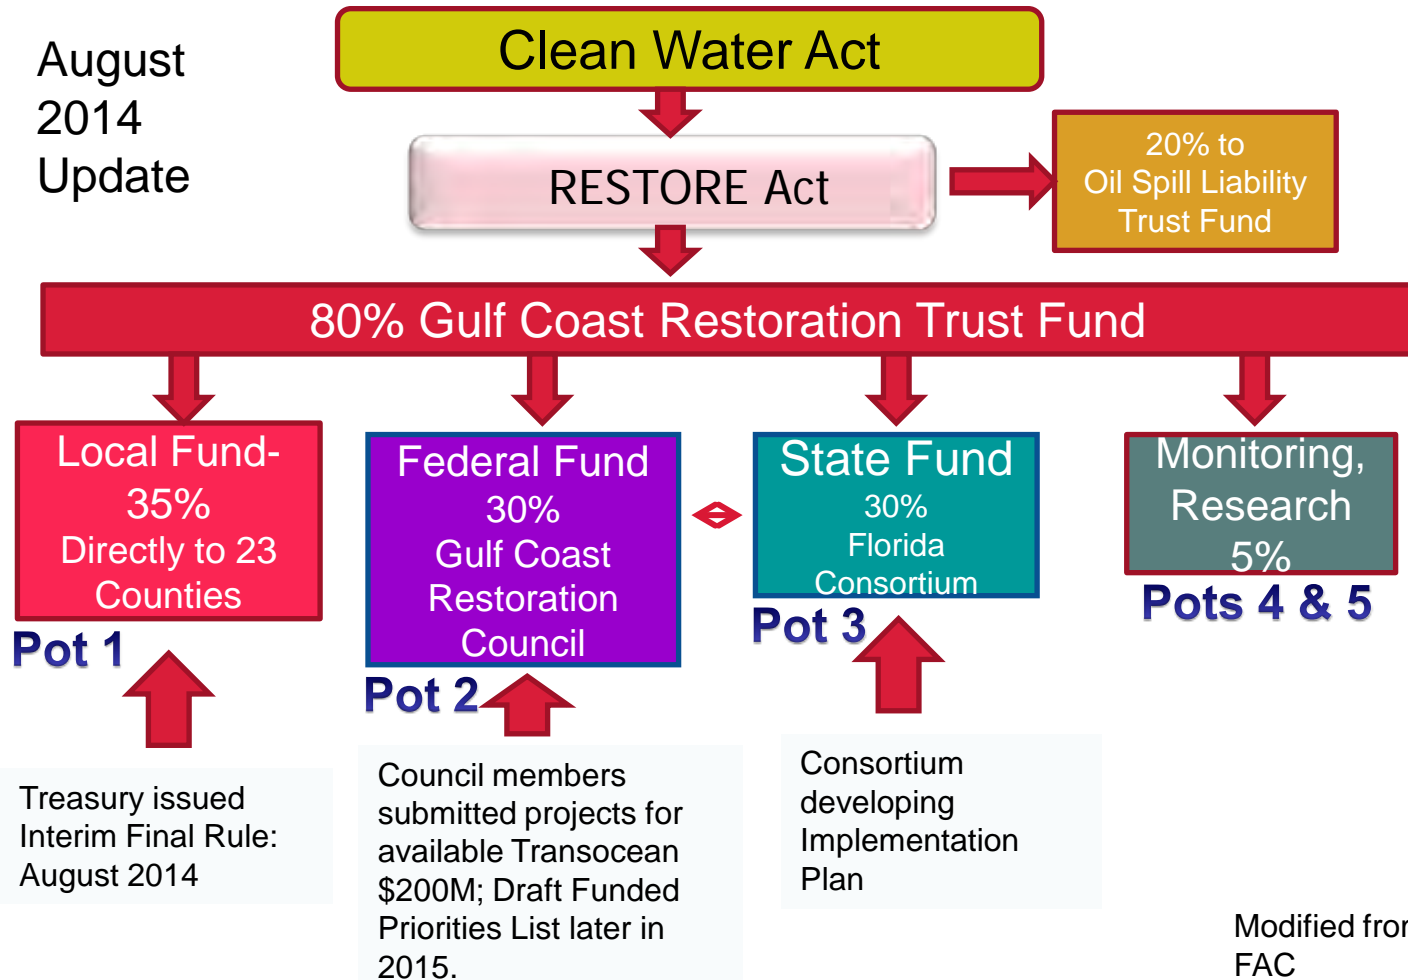 August
2014
Update
Clean Water Act
RESTORE Act
20% to
Oil Spill Liability
Trust Fund
80% Gulf Coast Restoration Trust Fund
Local Fund-
35%
Directly to 23
Counties
Pot 1
Federal Fund
30%
Gulf Coast
Restoration
Council
Pot 2
State Fund
30%
Florida
Consortium
Pot 3
Monitoring,
Research
5%
Pots 4 & 5
Treasury issued
Interim Final Rule:
August 2014
Council members
submitted projects for
available Transocean
$200M; Draft Funded
Priorities List later in
2015.
Consortium
developing
Implementation
Plan
Modified from
FAC